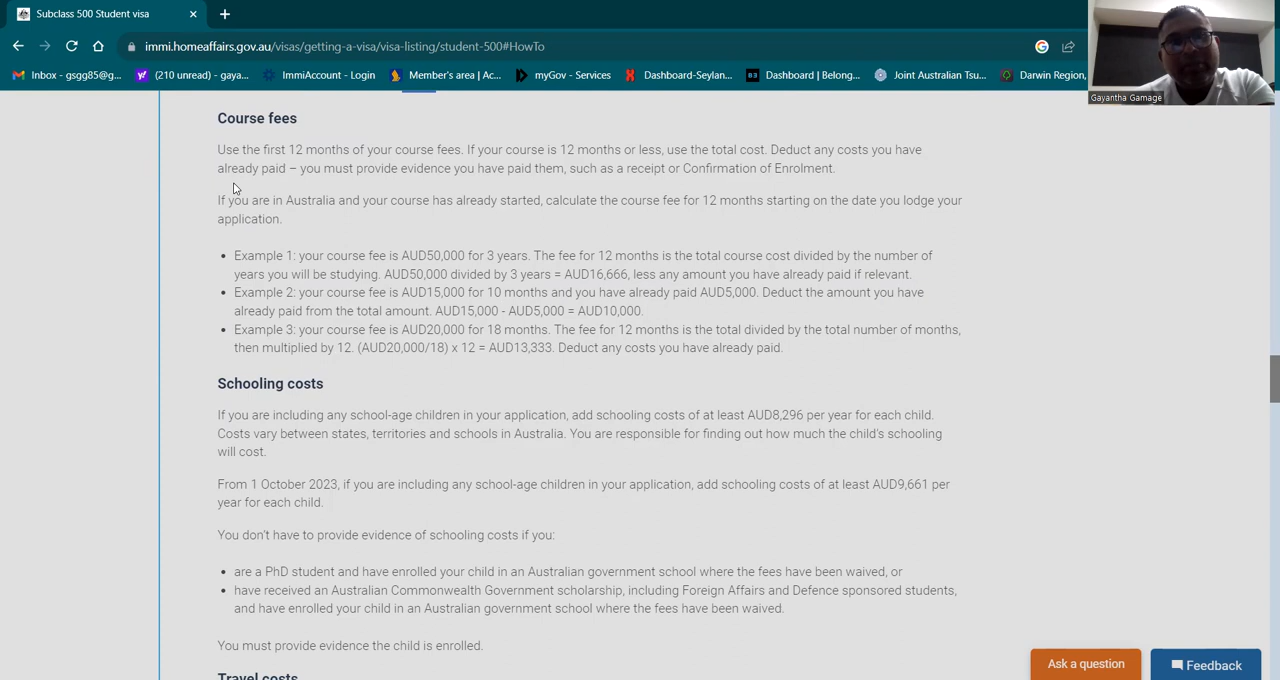 Subclass 500 Student visa
immi.homeaffairs.gov.au/visas/getting-a-visa/visa-listing/student-500#HowTo
Inbox - gsgg85@g... (210 unread) - gaya... ImmiAccount - Login Member's area | Ac... myGov - Services Dashboard-Seylan... Dashboard | Belong... Joint Australian Tsu... Darwin Region,
Gayantha Gamage
Course fees
Use the first 12 months of your course fees. If your course is 12 months or less, use the total cost. Deduct any costs you have
already paid – you must provide evidence you have paid them, such as a receipt or Confirmation of Enrolment.
If you are in Australia and your course has already started, calculate the course fee for 12 months starting on the date you lodge your
application.
• Example 1: your course fee is AUD50,000 for 3 years. The fee for 12 months is the total course cost divided by the number of
years you will be studying. AUD50,000 divided by 3 years = AUD16,666, less any amount you have already paid if relevant.
• Example 2: your course fee is AUD15,000 for 10 months and you have already paid AUD5,000. Deduct the amount you have
already paid from the total amount. AUD15,000 - AUD5,000 = AUD10,000.
• Example 3: your course fee is AUD20,000 for 18 months. The fee for 12 months is the total divided by the total number of months,
then multiplied by 12. (AUD20,000/18) x 12 = AUD13,333. Deduct any costs you have already paid.
Schooling costs
If you are including any school-age children in your application, add schooling costs of at least AUD8,296 per year for each child.
Costs vary between states, territories and schools in Australia. You are responsible for finding out how much the child's schooling
will cost.
From 1 October 2023, if you are including any school-age children in your application, add schooling costs of at least AUD9,661 per
year for each child.
You don't have to provide evidence of schooling costs if you:
• are a PhD student and have enrolled your child in an Australian government school where the fees have been waived, or
• have received an Australian Commonwealth Government scholarship, including Foreign Affairs and Defence sponsored students,
and have enrolled your child in an Australian government school where the fees have been waived.
You must provide evidence the child is enrolled.
Travel costs
Ask a question
Feedback